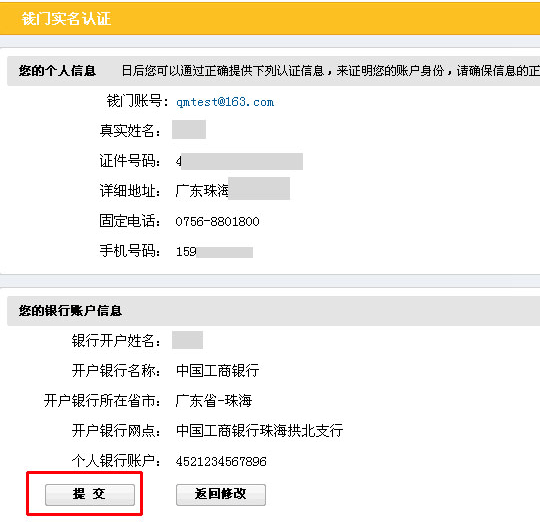 钱门实名认证
您的个人信息 日后您可以通过正确提供下列认证信息，来证明您的账户身份，请确保信息的正
钱门账号: qmtest@163.com
真实姓名:
证件号码: 4
详细地址: 广东珠海
固定电话: 0756-8801800
手机号码: 159
您的银行账户信息
银行开户姓名:
开户银行名称: 中国工商银行
开户银行所在省市: 广东省-珠海
开户银行网点: 中国工商银行珠海拱北支行
个人银行账户: 4521234567896
提 交 返回修改